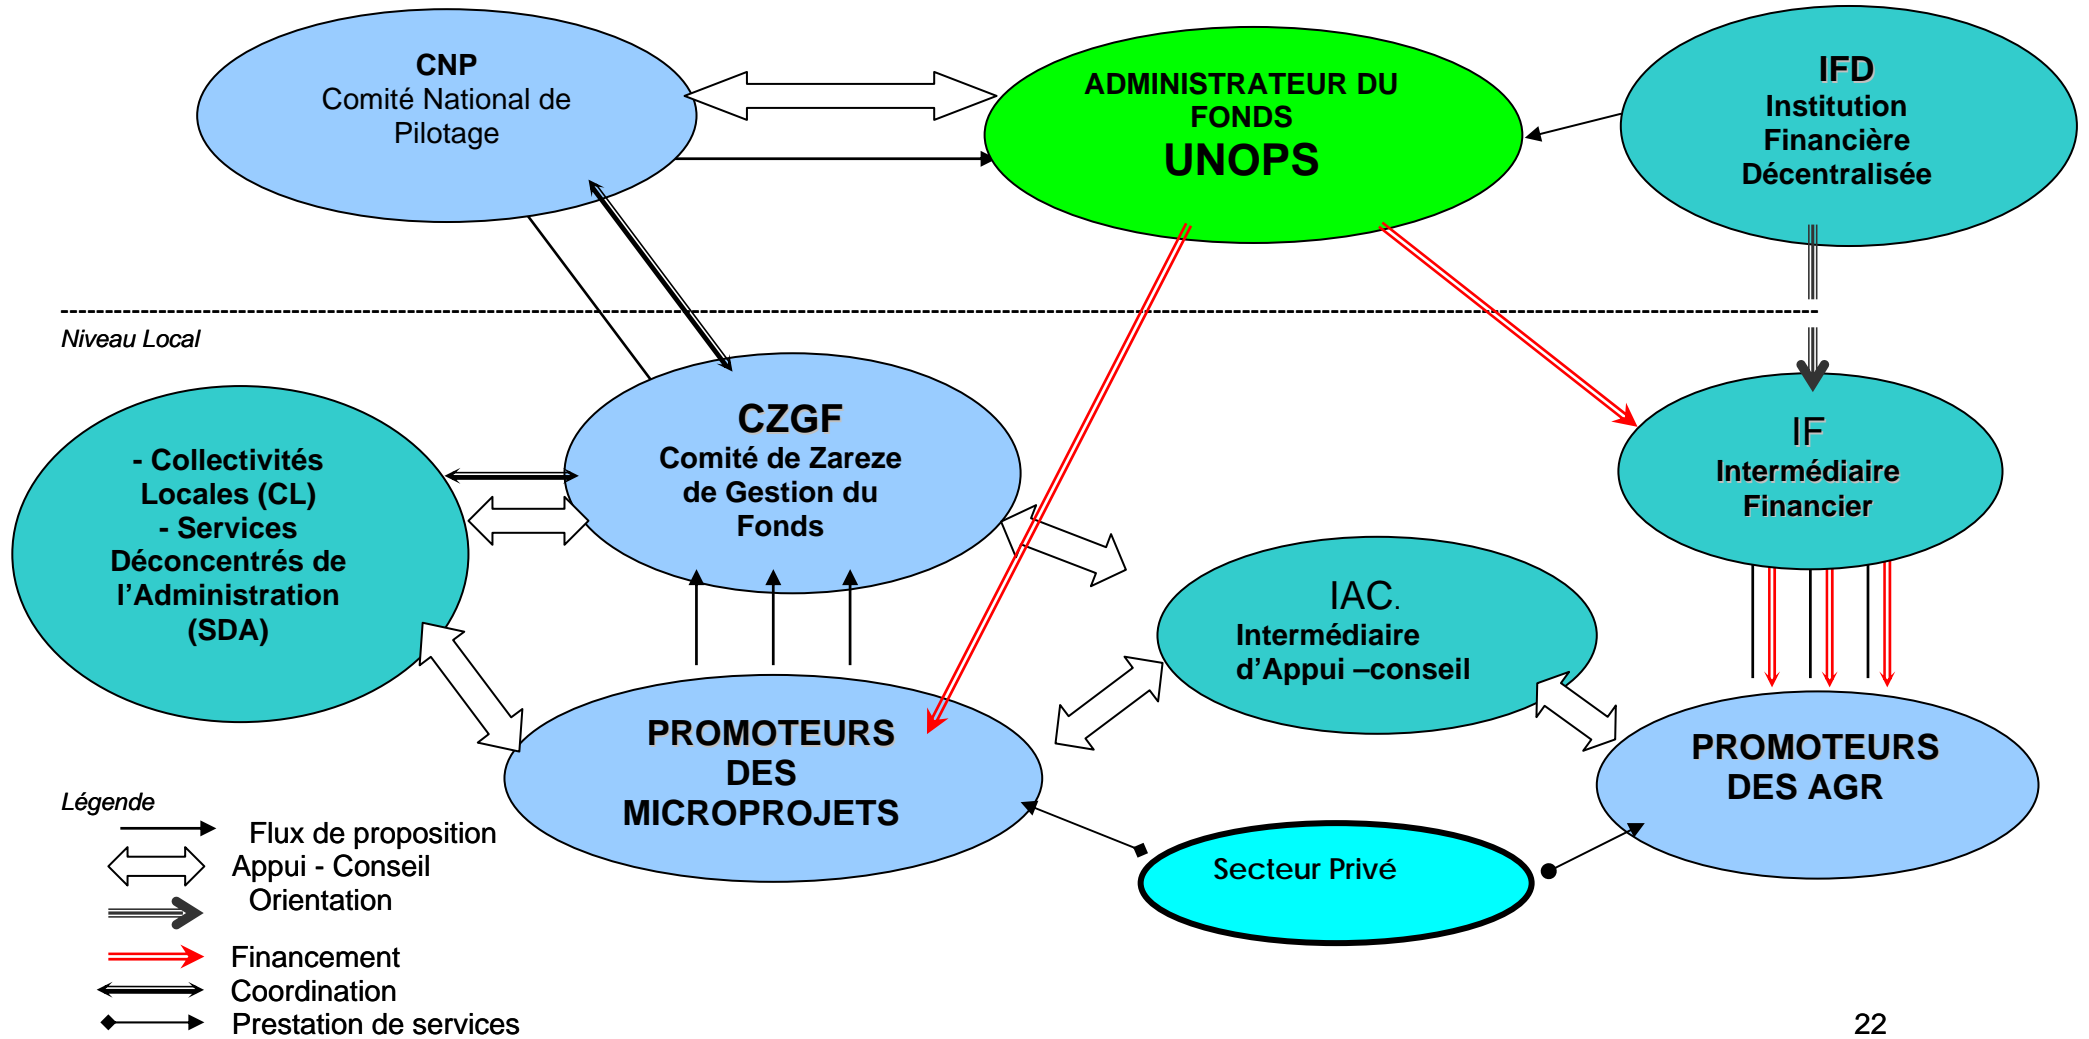 CNP
Comité National de
Pilotage
ADMINISTRATEUR DU
FONDS
UNOPS
IFD
Institution
Financière
Décentralisée
Niveau Local
- Collectivités
Locales (CL)
- Services
Déconcentrés de
l'Administration
(SDA)
CZGF
Comité de Zareze
de Gestion du
Fonds
IF
Intermédiaire
Financier
IAC.
Intermédiaire
d'Appui –conseil
PROMOTEURS
DES
MICROPROJETS
PROMOTEURS
DES AGR
Secteur Privé
Légende
Flux de proposition
Appui - Conseil
Orientation
Financement
Coordination
Prestation de services
22